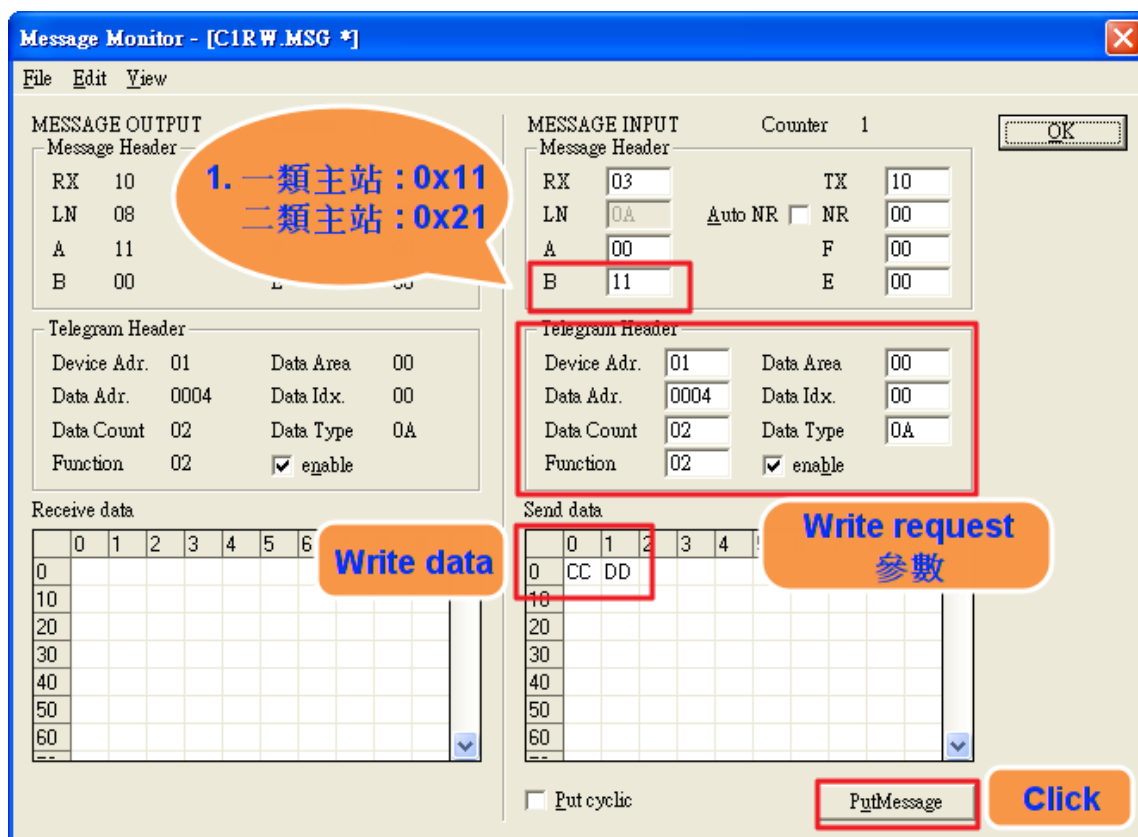 Message Monitor - [C1RW.MSG *]
File Edit View
MESSAGE OUTPUT
Message Header
RX 10
LN 08
A 11
B 00
1. 一類主站：0x11
二類主站：0x21
Telegram Header
Device Adr. 01 Data Area 00
Data Adr. 0004 Data Idx. 00
Data Count 02 Data Type 0A
Function 02 enable
Receive data
0 1 2 3 4 5 6
0
10
20
30
40
50
60
Write data
MESSAGE INPUT Counter 1
Message Header
RX 03 TX 10
LN 0A Auto NR NR 00
A 00 F 00
B 11 E 00
Telegram Header
Device Adr. 01 Data Area 00
Data Adr. 0004 Data Idx. 00
Data Count 02 Data Type 0A
Function 02 enable
Send data
0 1 2 3 4
0 CC DD
10
20
30
40
50
60
Write request
參數
Put cyclic
PutMessage
Click
OK